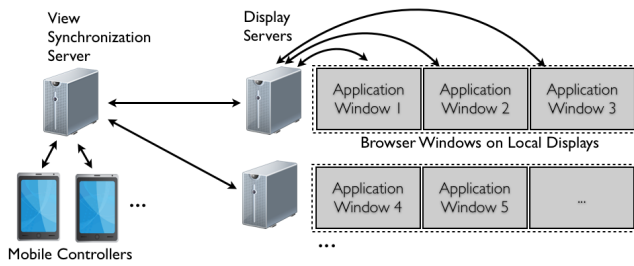 View
Synchronization
Server
Display
Servers
Application
Window 1
Application
Window 2
Application
Window 3
Browser Windows on Local Displays
Application
Window 4
Application
Window 5
...
...
...
Mobile Controllers